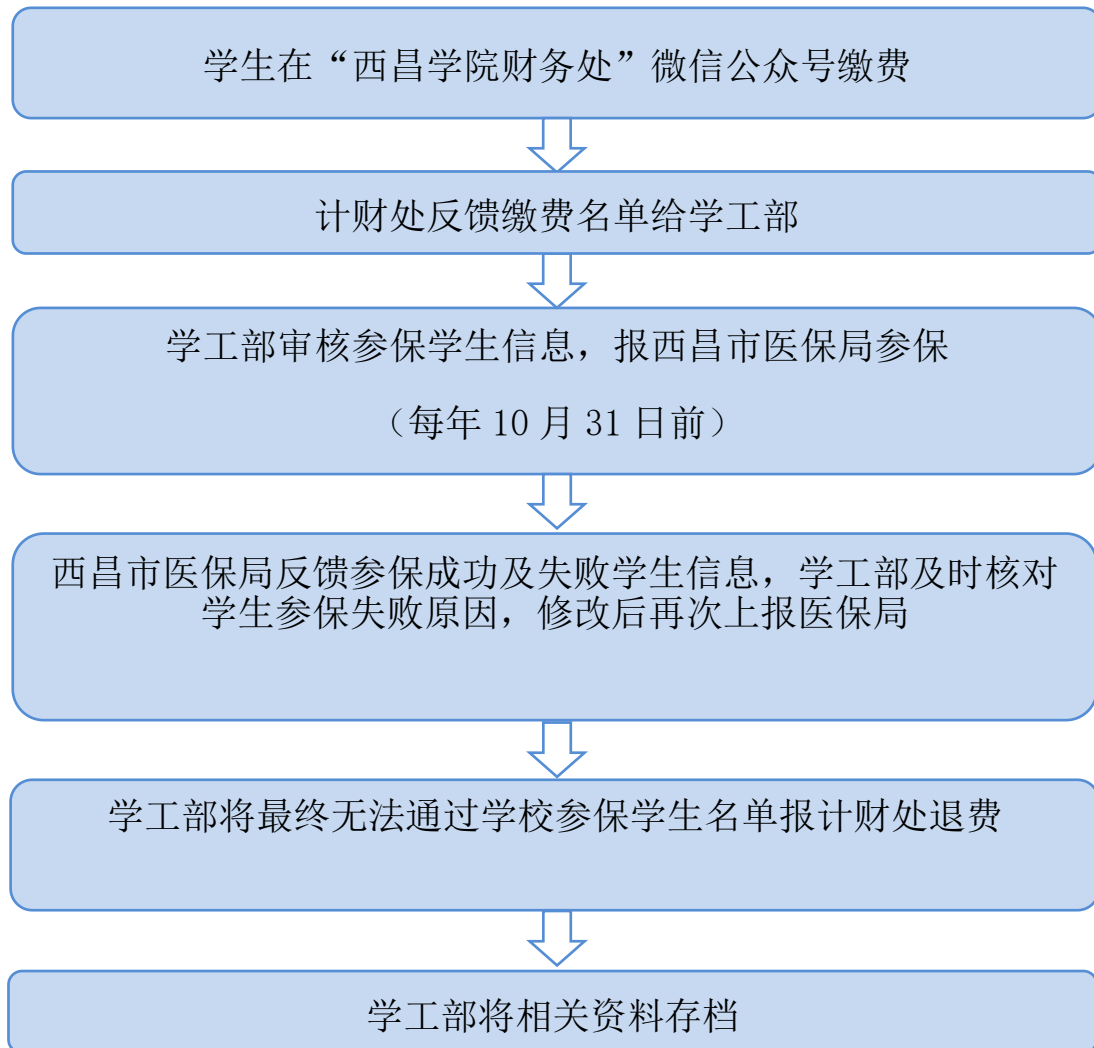 学生在“西昌学院财务处”微信公众号缴费
计财处反馈缴费名单给学工部
学工部审核参保学生信息，报西昌市医保局参保
（每年 10 月 31 日前）
西昌市医保局反馈参保成功及失败学生信息，学工部及时核对
学生参保失败原因，修改后再次上报医保局
学工部将最终无法通过学校参保学生名单报计财处退费
学工部将相关资料存档